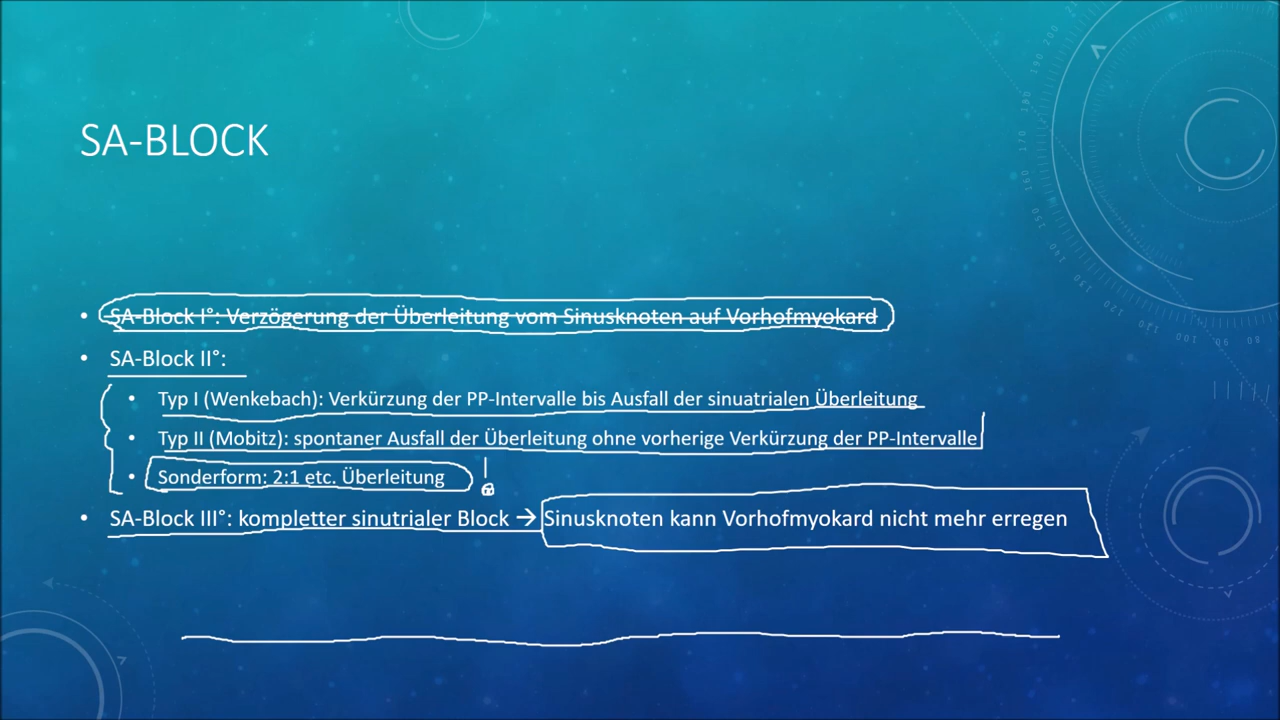 SA-BLOCK
• SA-Block I°: Verzögerung der Überleitung vom Sinusknoten auf Vorhofmyokard
• SA-Block II°:
• Typ I (Wenkebach): Verkürzung der PP-Intervalle bis Ausfall der sinuatrialen Überleitung
• Typ II (Mobitz): spontaner Ausfall der Überleitung ohne vorherige Verkürzung der PP-Intervalle
• Sonderform: 2:1 etc. Überleitung !
• SA-Block III°: kompletter sinutrialer Block → Sinusknoten kann Vorhofmyokard nicht mehr erregen